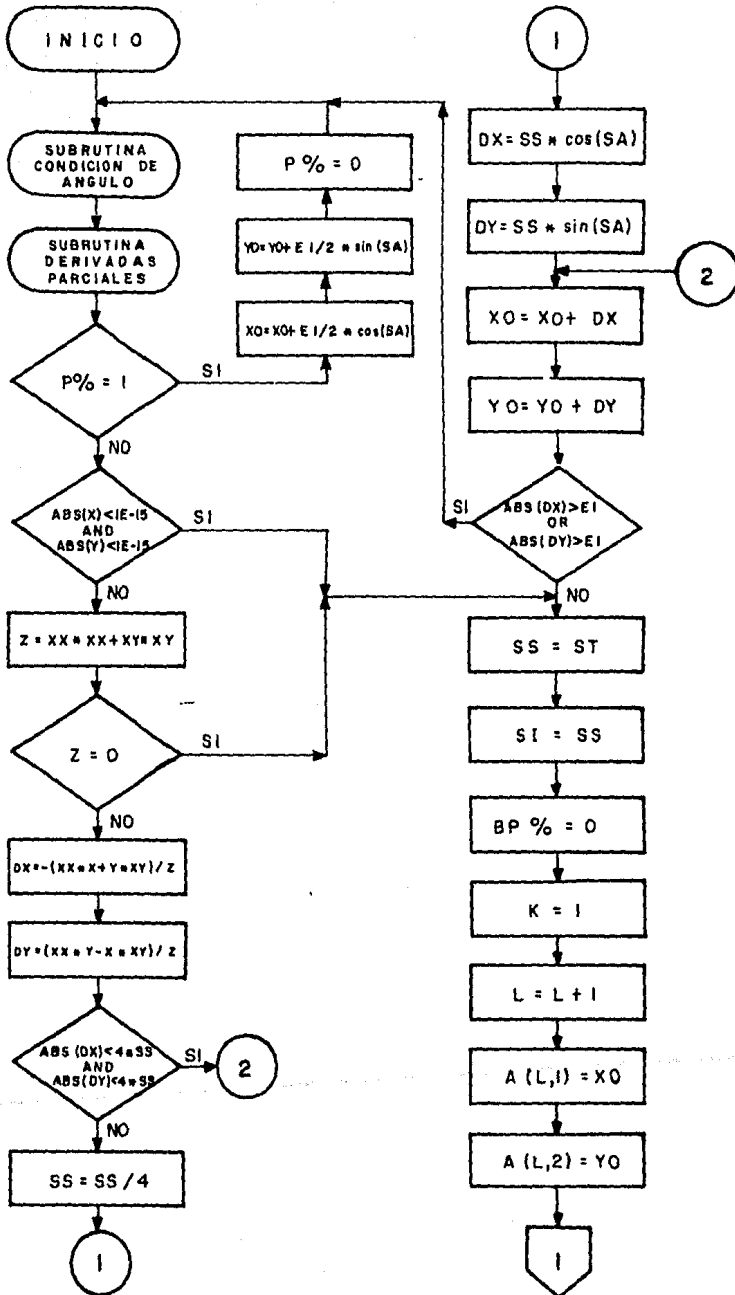 INICIO
SUBRUTINA
CONDICIÓN DE
ANGULO
SUBRUTINA
DERIVADAS
PARCIALES
P% = 1
SI
NO
P% = 0
YO=YO+E1/2*sin(SA)
XO=XO+E1/2*cos(SA)
ABS(X)<1E-15
AND
ABS(Y)<1E-15
SI
NO
Z=XX*XX+XY*XY
Z = 0
SI
NO
DX=-(XX*X+Y*XY)/Z
DY=(XX*Y-X*XY)/Z
ABS(DX)<4*SS
AND
ABS(DY)<4*SS
SI
2
NO
SS = SS/4
1
1
DX= SS * cos(SA)
DY= SS * sin(SA)
2
XO= XO+ DX
YO= YO + DY
ABS(DX)>E1
OR
ABS(DY)>E1
SI
NO
SS = ST
SI = SS
BP % = 0
K = 1
L = L + 1
A (L,1) = XO
A (L,2) = YO
1